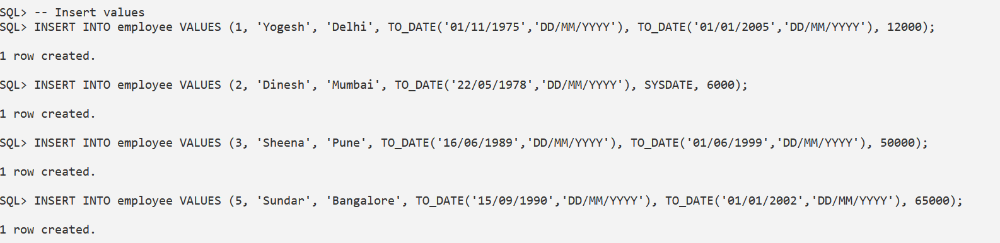 SQL> -- Insert values
SQL> INSERT INTO employee VALUES (1, 'Yogesh', 'Delhi', TO_DATE('01/11/1975','DD/MM/YYYY'), TO_DATE('01/01/2005','DD/MM/YYYY'), 12000);
1 row created.
SQL> INSERT INTO employee VALUES (2, 'Dinesh', 'Mumbai', TO_DATE('22/05/1978','DD/MM/YYYY'), SYSDATE, 6000);
1 row created.
SQL> INSERT INTO employee VALUES (3, 'Sheena', 'Pune', TO_DATE('16/06/1989','DD/MM/YYYY'), TO_DATE('01/06/1999','DD/MM/YYYY'), 50000);
1 row created.
SQL> INSERT INTO employee VALUES (5, 'Sundar', 'Bangalore', TO_DATE('15/09/1990','DD/MM/YYYY'), TO_DATE('01/01/2002','DD/MM/YYYY'), 65000);
1 row created.